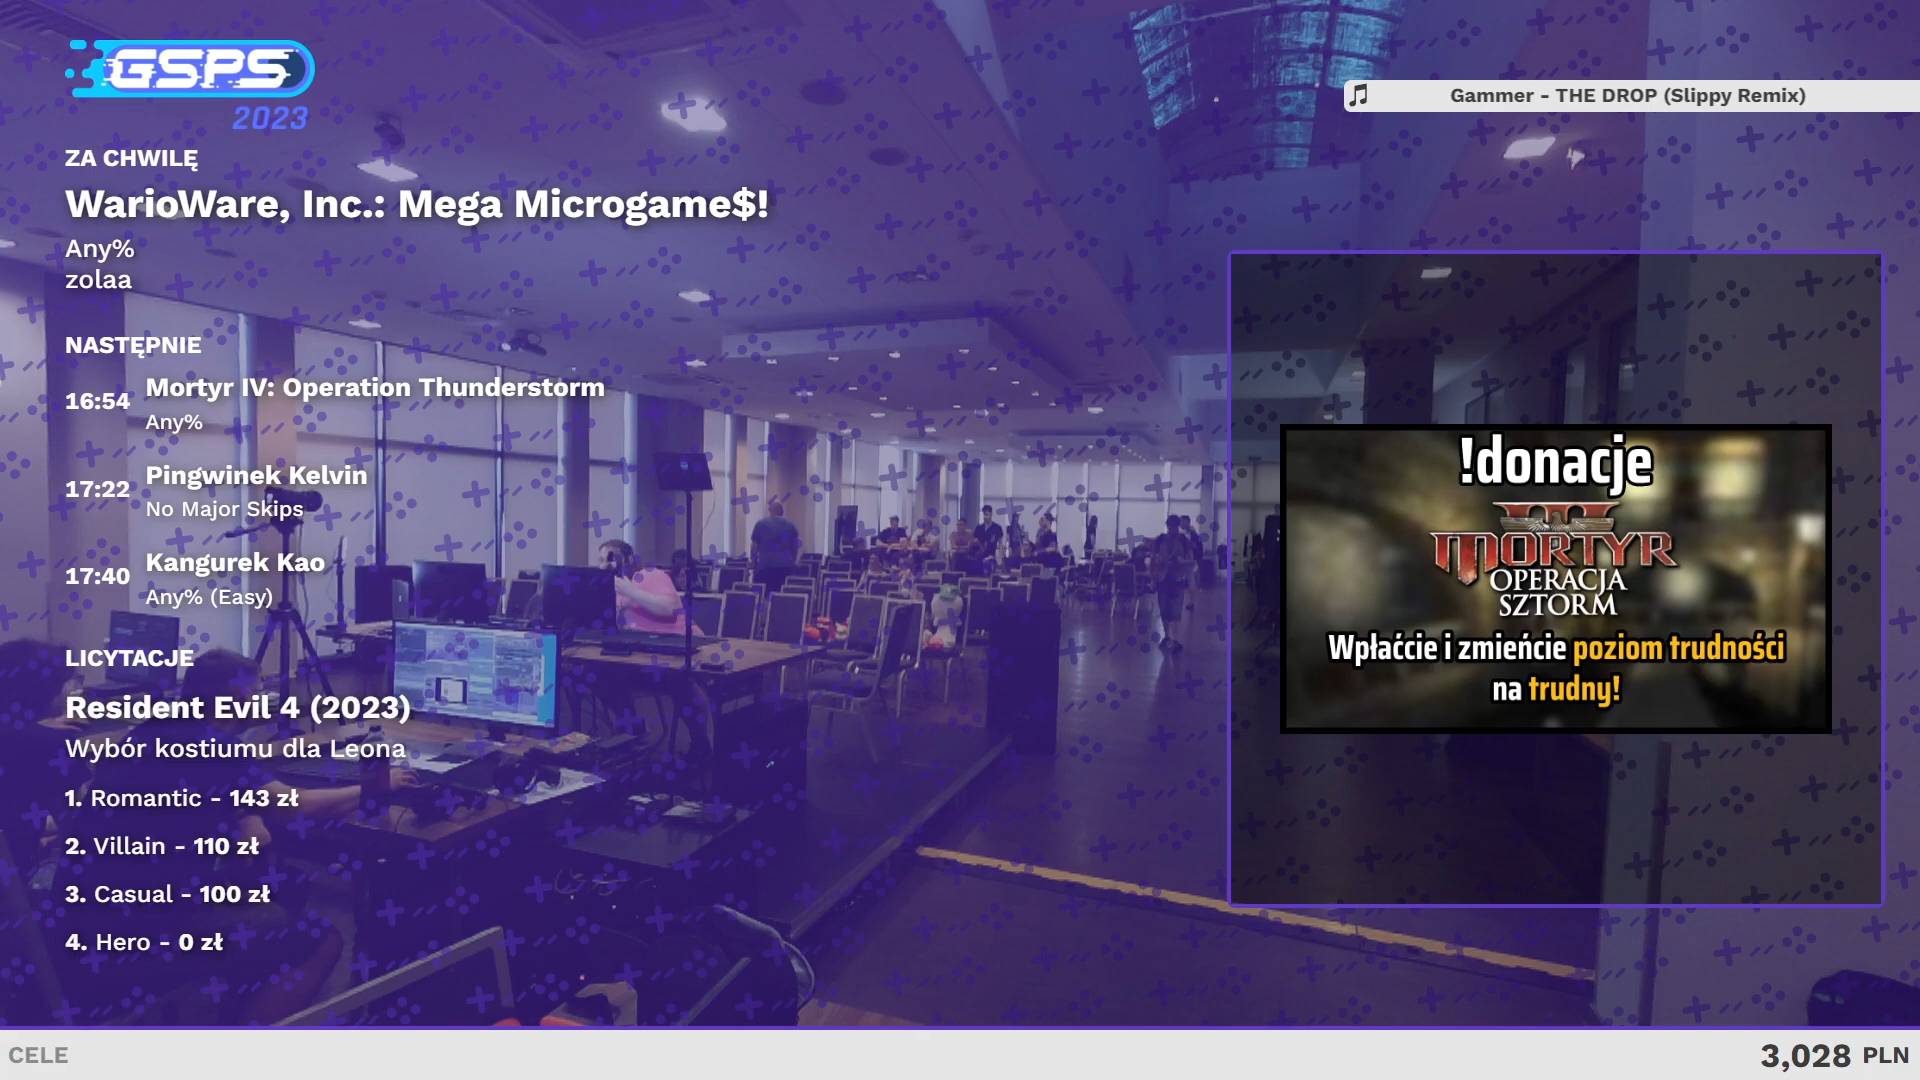 GSPS
2023
Gammer - THE DROP (Slippy Remix)
ZA CHWILĘ
WarioWare, Inc.: Mega Microgame$!
Any%
zolaa
NASTĘPNIE
16:54
Mortyr IV: Operation Thunderstorm
Any%
17:22
Pingwinek Kelvin
No Major Skips
17:40
Kangurek Kao
Any% (Easy)
LICYTACJE
Resident Evil 4 (2023)
Wybór kostiumu dla Leona
1. Romantic - 143 zł
2. Villain - 110 zł
3. Casual - 100 zł
4. Hero - 0 zł
!donacje
MORTYR
OPERACJA
SZTORM
Wpłaćcie i zmieńcie poziom trudności
na trudny!
CELE
3,028 PLN